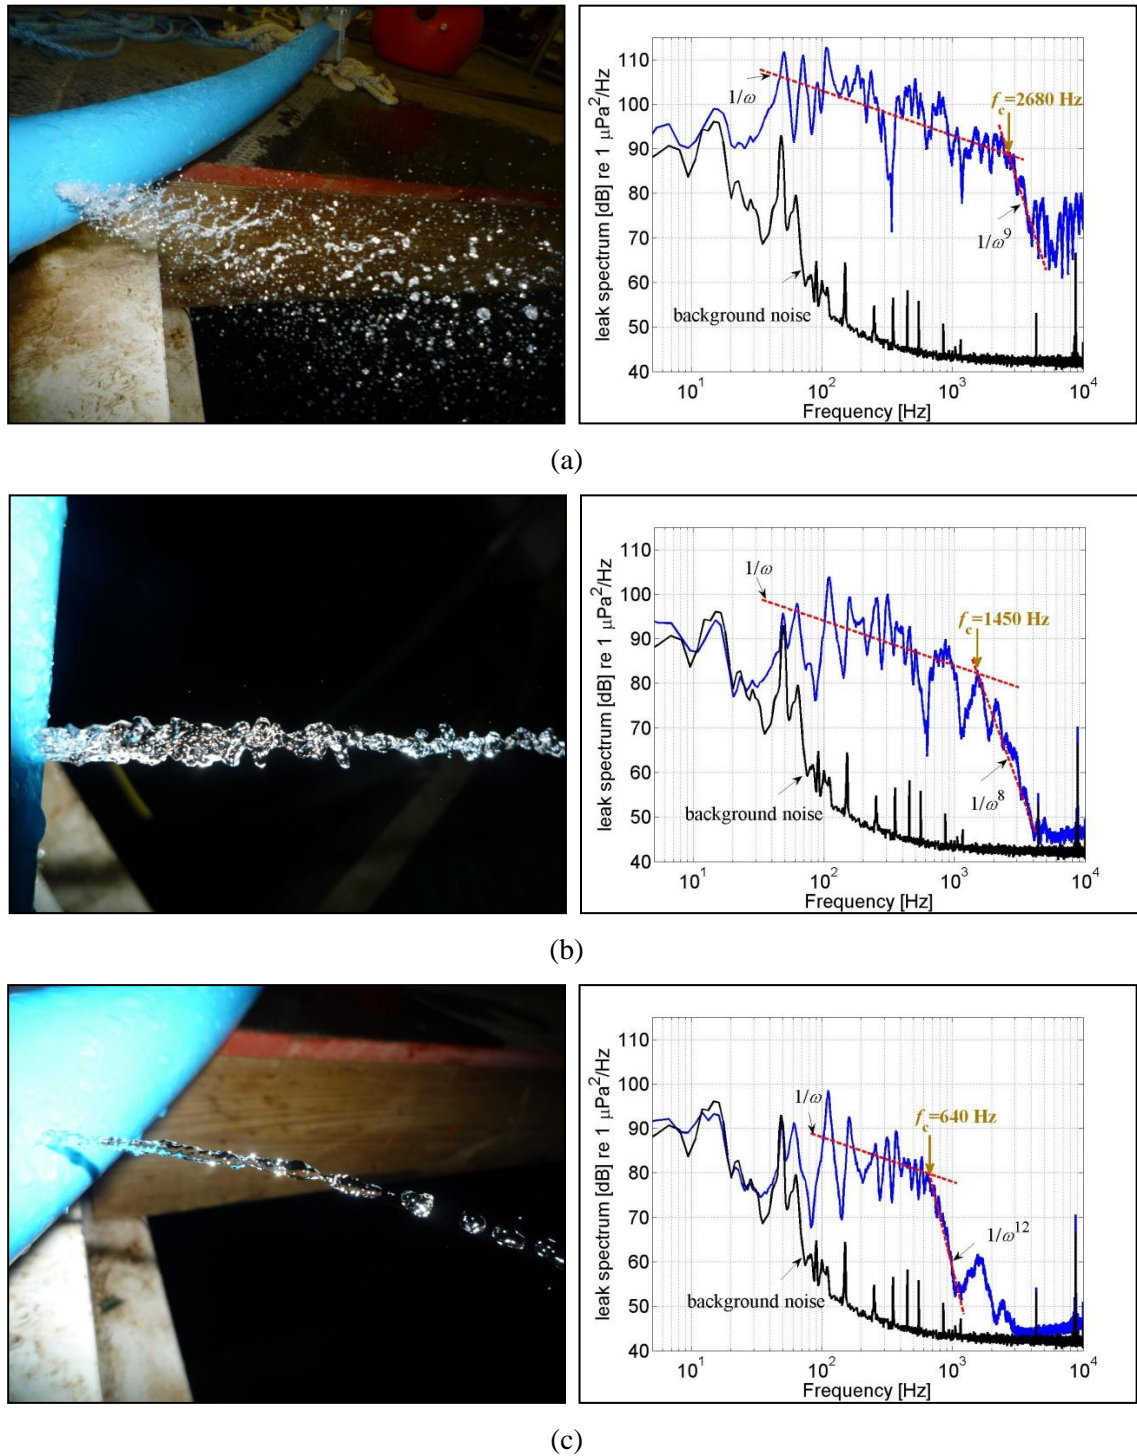 110
100
90
80
70
60
50
40
leak spectrum [dB] re 1 μPa²/Hz
1/ω
f_c=2680 Hz
1/ω⁹
background noise
10¹ 10² 10³ 10⁴
Frequency [Hz]
(a)
110
100
90
80
70
60
50
40
leak spectrum [dB] re 1 μPa²/Hz
1/ω
f_c=1450 Hz
1/ω⁸
background noise
10¹ 10² 10³ 10⁴
Frequency [Hz]
(b)
110
100
90
80
70
60
50
40
leak spectrum [dB] re 1 μPa²/Hz
1/ω
f_c=640 Hz
1/ω¹²
background noise
10¹ 10² 10³ 10⁴
Frequency [Hz]
(c)